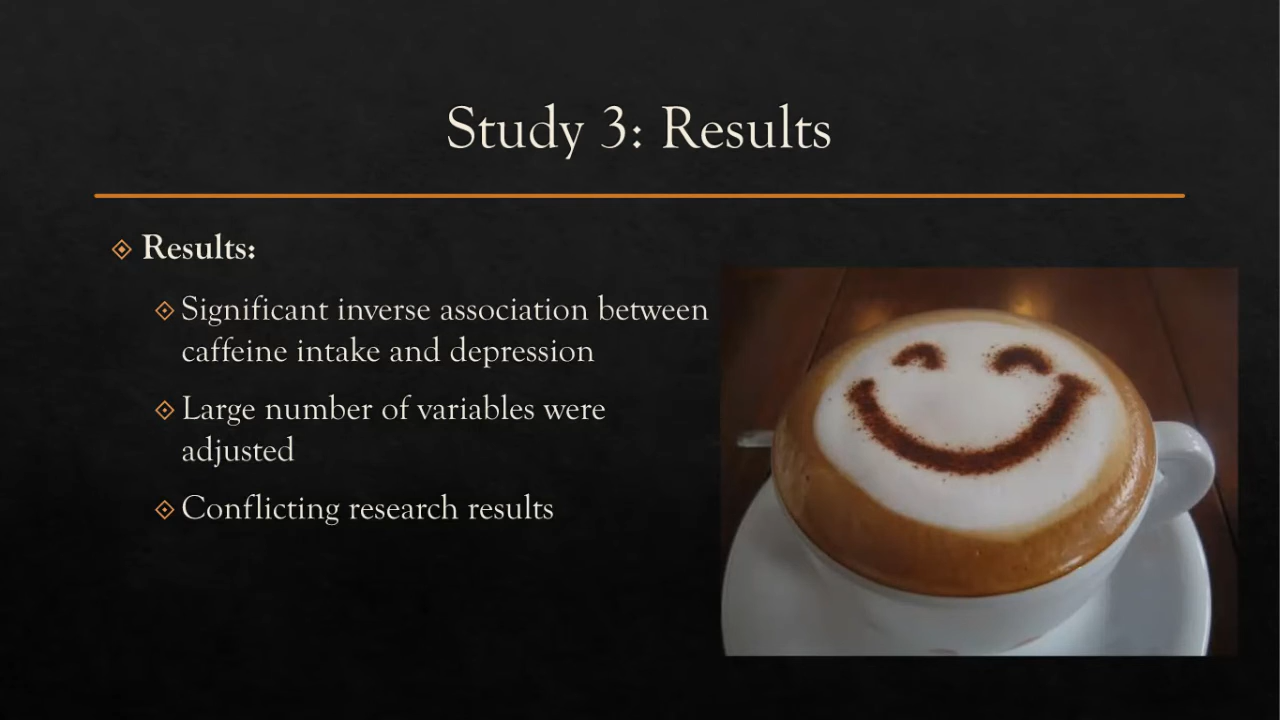 Study 3: Results
Results:
Significant inverse association between
caffeine intake and depression
Large number of variables were
adjusted
Conflicting research results